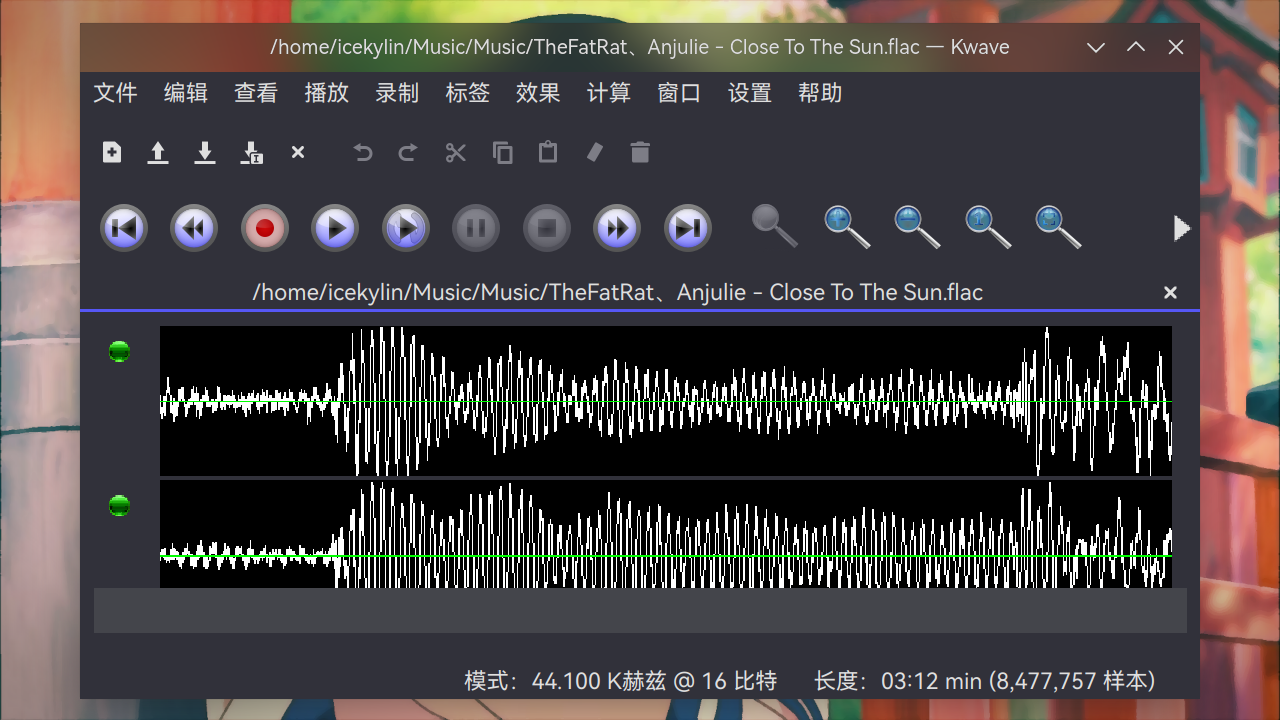 /home/icekylin/Music/Music/TheFatRat、Anjulie - Close To The Sun.flac — Kwave
文件 编辑 查看 播放 录制 标签 效果 计算 窗口 设置 帮助
/home/icekylin/Music/Music/TheFatRat、Anjulie - Close To The Sun.flac
模式：44.100 K赫兹 @ 16 比特 长度：03:12 min (8,477,757 样本)